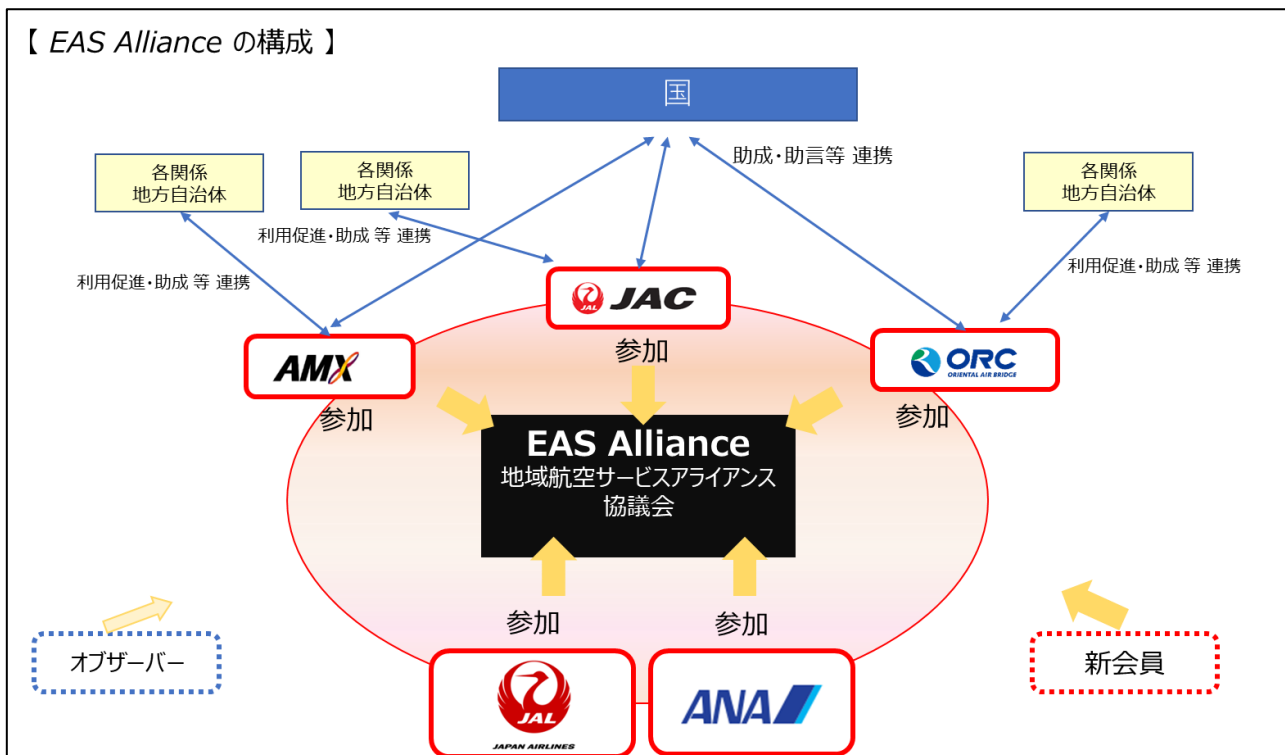 【 EAS Alliance の構成 】
国
各関係
地方自治体
各関係
地方自治体
助成・助言等 連携
各関係
地方自治体
利用促進・助成 等 連携
利用促進・助成 等 連携
利用促進・助成 等 連携
JAL JAC
AMX
参加
ORC
ORIENTAL AIR BRIDGE
参加
参加
EAS Alliance
地域航空サービスアライアンス
協議会
参加
参加
オブザーバー
新会員
JAL
JAPAN AIRLINES
ANA